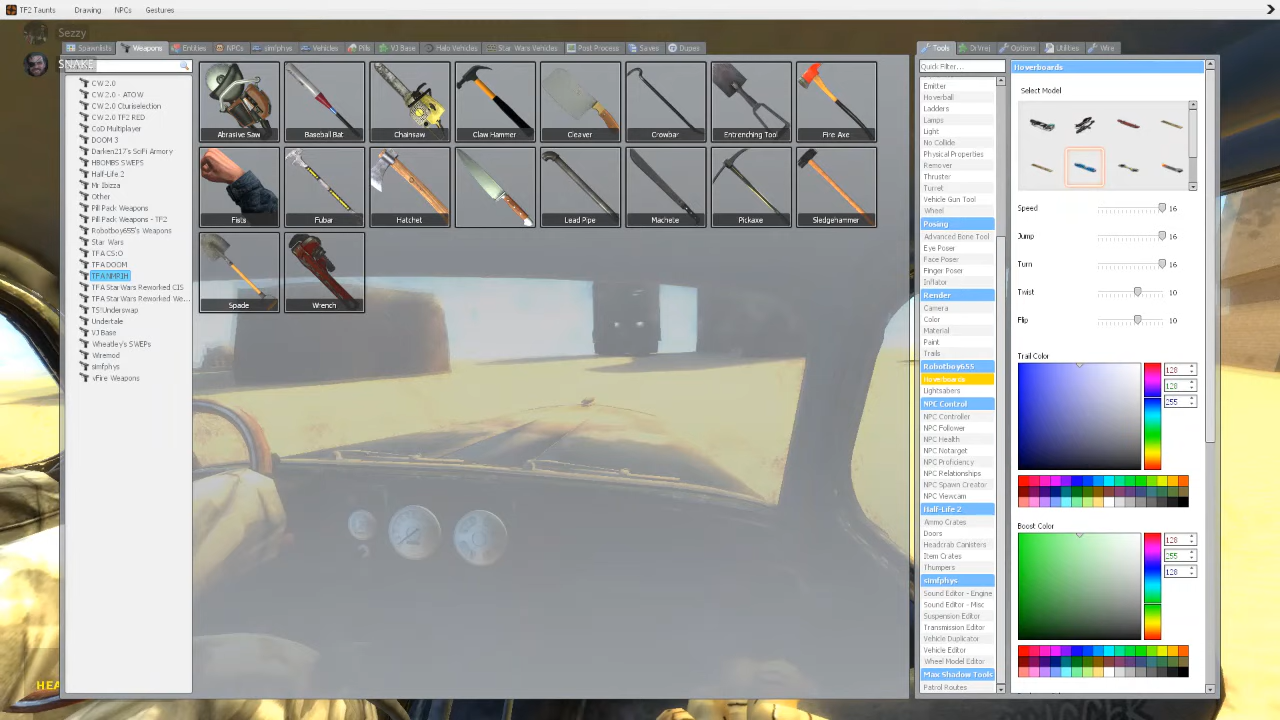 TF2 Taunts Drawing NPCs Gestures
Sezzy
SNAKE
Spawnlists Weapons Entities NPCs simfphys Vehicles Pills VJ Base Halo Vehicles Star Wars Vehicles Post Process Saves Dupes
CW 2.0
CW 2.0 - ATOW
CW 2.0 C'uriselection
CW 2.0 TF2 RED
CoD Multiplayer
DOOM 3
Darken217's SciFi Armory
HBOMBS SWEPS
Half-Life 2
Mr Ibizza
Other
Pill Pack Weapons
Pill Pack Weapons - TF2
Robotboy655's Weapons
Star Wars
TFA CS:O
TFA DOOM
TFA NMRIH
TFA StarWars Reworked CIS
TFA StarWars Reworked We...
TS!Underswap
Undertale
VJ Base
Wheatley's SWEPs
Wiremod
simfphys
vFire Weapons
Abrasive Saw Baseball Bat Chainsaw Claw Hammer Cleaver Crowbar Entrenching Tool Fire Axe
Fists Fubar Hatchet Lead Pipe Machete Pickaxe Sledgehammer
Spade Wrench
HEA
Tools Options Utilities Wire
Quick Filter...
Emitter
Hoverball
Ladders
Lamps
Light
No Collide
Physical Properties
Remover
Thruster
Turret
Vehicle Gun Tool
Wheel
Posing
Advanced Bone Tool
Eye Poser
Face Poser
Finger Poser
Inflator
Render
Camera
Color
Material
Paint
Trails
Robotboy655
Hoverboards
Lightsabers
NPC Control
NPC Controller
NPC Follower
NPC Health
NPC Notarget
NPC Proficiency
NPC Relationships
NPC Spawn Creator
NPC Viewcam
Half-Life 2
Ammo Crates
Doors
Headcrab Canisters
Item Crates
Thumpers
simfphys
Sound Editor - Engine
Sound Editor - Misc
Suspension Editor
Transmission Editor
Vehicle Duplicator
Vehicle Editor
Wheel Model Editor
Max Shadow Tools
Patrol Routes
Hoverboards
Select Model
Speed 16
Jump 16
Turn 16
Twist 10
Flip 10
Trail Color
128
128
255
Boost Color
128
255
128